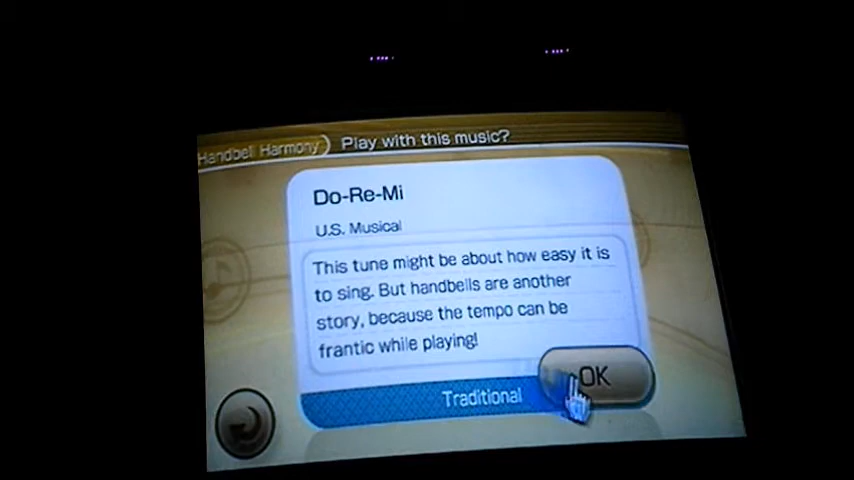 Handbell Harmony
Play with this music?
Do-Re-Mi
U.S. Musical
This tune might be about how easy it is
to sing. But handbells are another
story, because the tempo can be
frantic while playing!
OK
Traditional